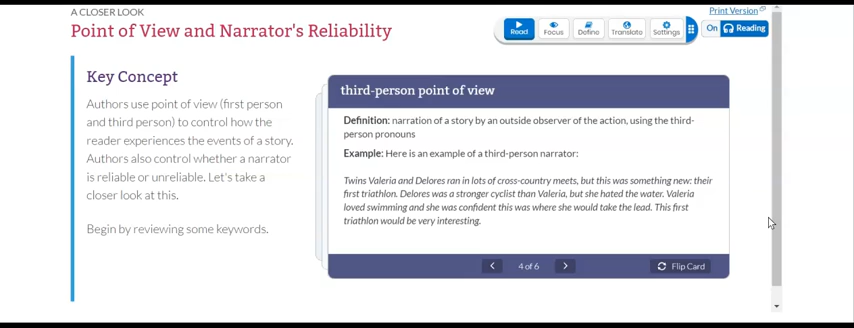 A CLOSER LOOK
Point of View and Narrator's Reliability
Print Version
Read
Focus
Define
Translate
Settings
On
Reading
Key Concept
Authors use point of view (first person
and third person) to control how the
reader experiences the events of a story.
Authors also control whether a narrator
is reliable or unreliable. Let's take a
closer look at this.
Begin by reviewing some keywords.
third-person point of view
Definition: narration of a story by an outside observer of the action, using the third-
person pronouns
Example: Here is an example of a third-person narrator:
Twins Valeria and Delores ran in lots of cross-country meets, but this was something new: their
first triathlon. Delores was a stronger cyclist than Valeria, but she hated the water. Valeria
loved swimming and she was confident this was where she would take the lead. This first
triathlon would be very interesting.
4 of 6
Flip Card